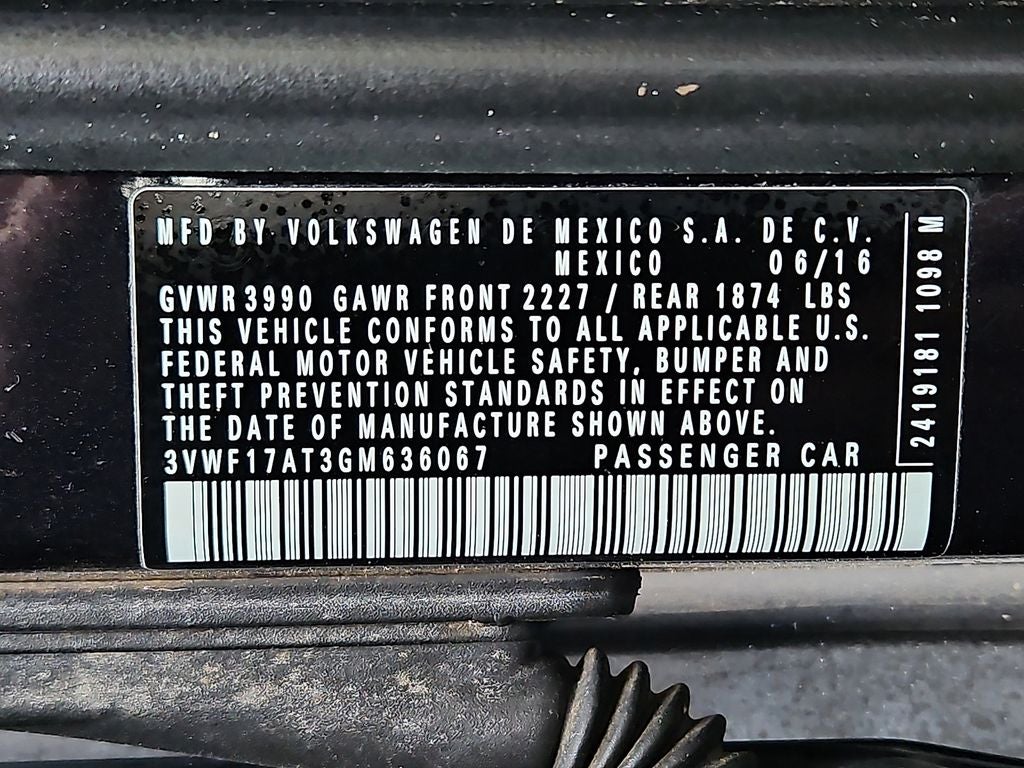 MFD BY VOLKSWAGEN DE MEXICO S.A. DE C.V.
MEXICO 06/16
GVWR 3990 GAWR FRONT 2227 / REAR 1874 LBS
THIS VEHICLE CONFORMS TO ALL APPLICABLE U.S.
FEDERAL MOTOR VEHICLE SAFETY, BUMPER AND
THEFT PREVENTION STANDARDS IN EFFECT ON
THE DATE OF MANUFACTURE SHOWN ABOVE.
3VWF17AT3GM636067 PASSENGER CAR
2419181 1098 M